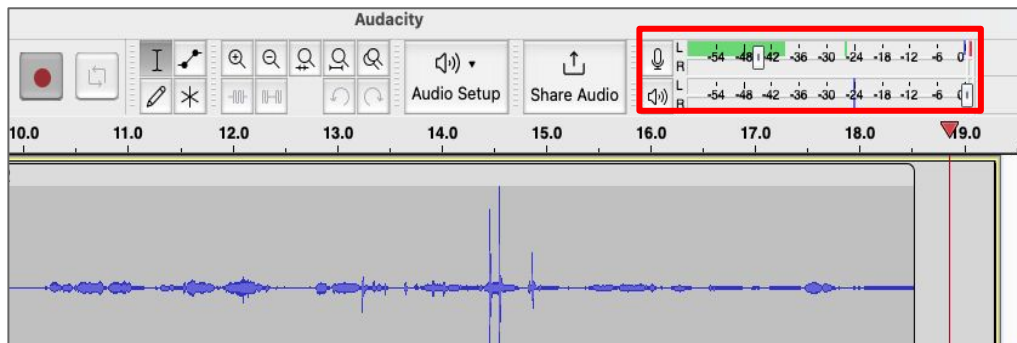 Audacity
L
R
-54 -48 -42 -36 -30 -24 -18 -12 -6 0
Audio Setup
Share Audio
L
R
-54 -48 -42 -36 -30 -24 -18 -12 -6
10.0 11.0 12.0 13.0 14.0 15.0 16.0 17.0 18.0 19.0